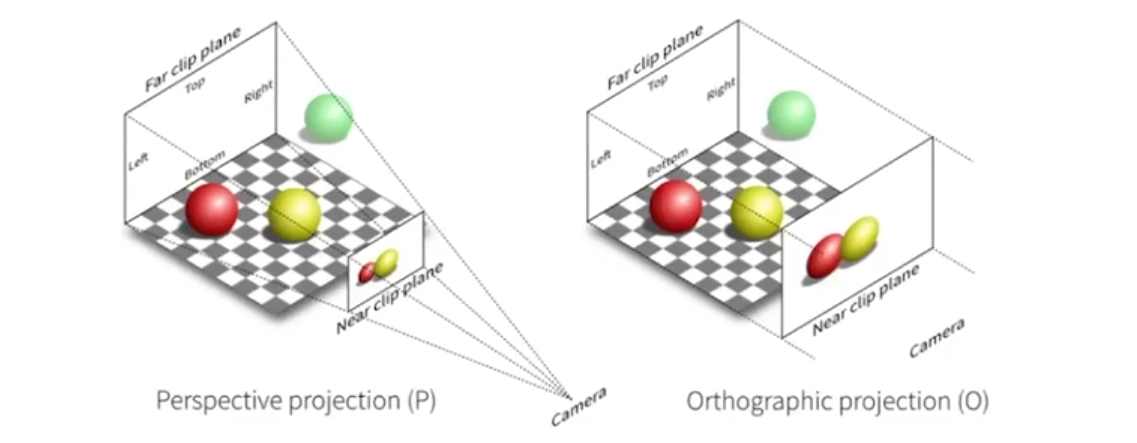 Far clip plane
Top
Right
Left
Bottom
Near clip plane
Camera
Perspective projection (P)
Far clip plane
Top
Right
Left
Bottom
Near clip plane
Camera
Orthographic projection (O)